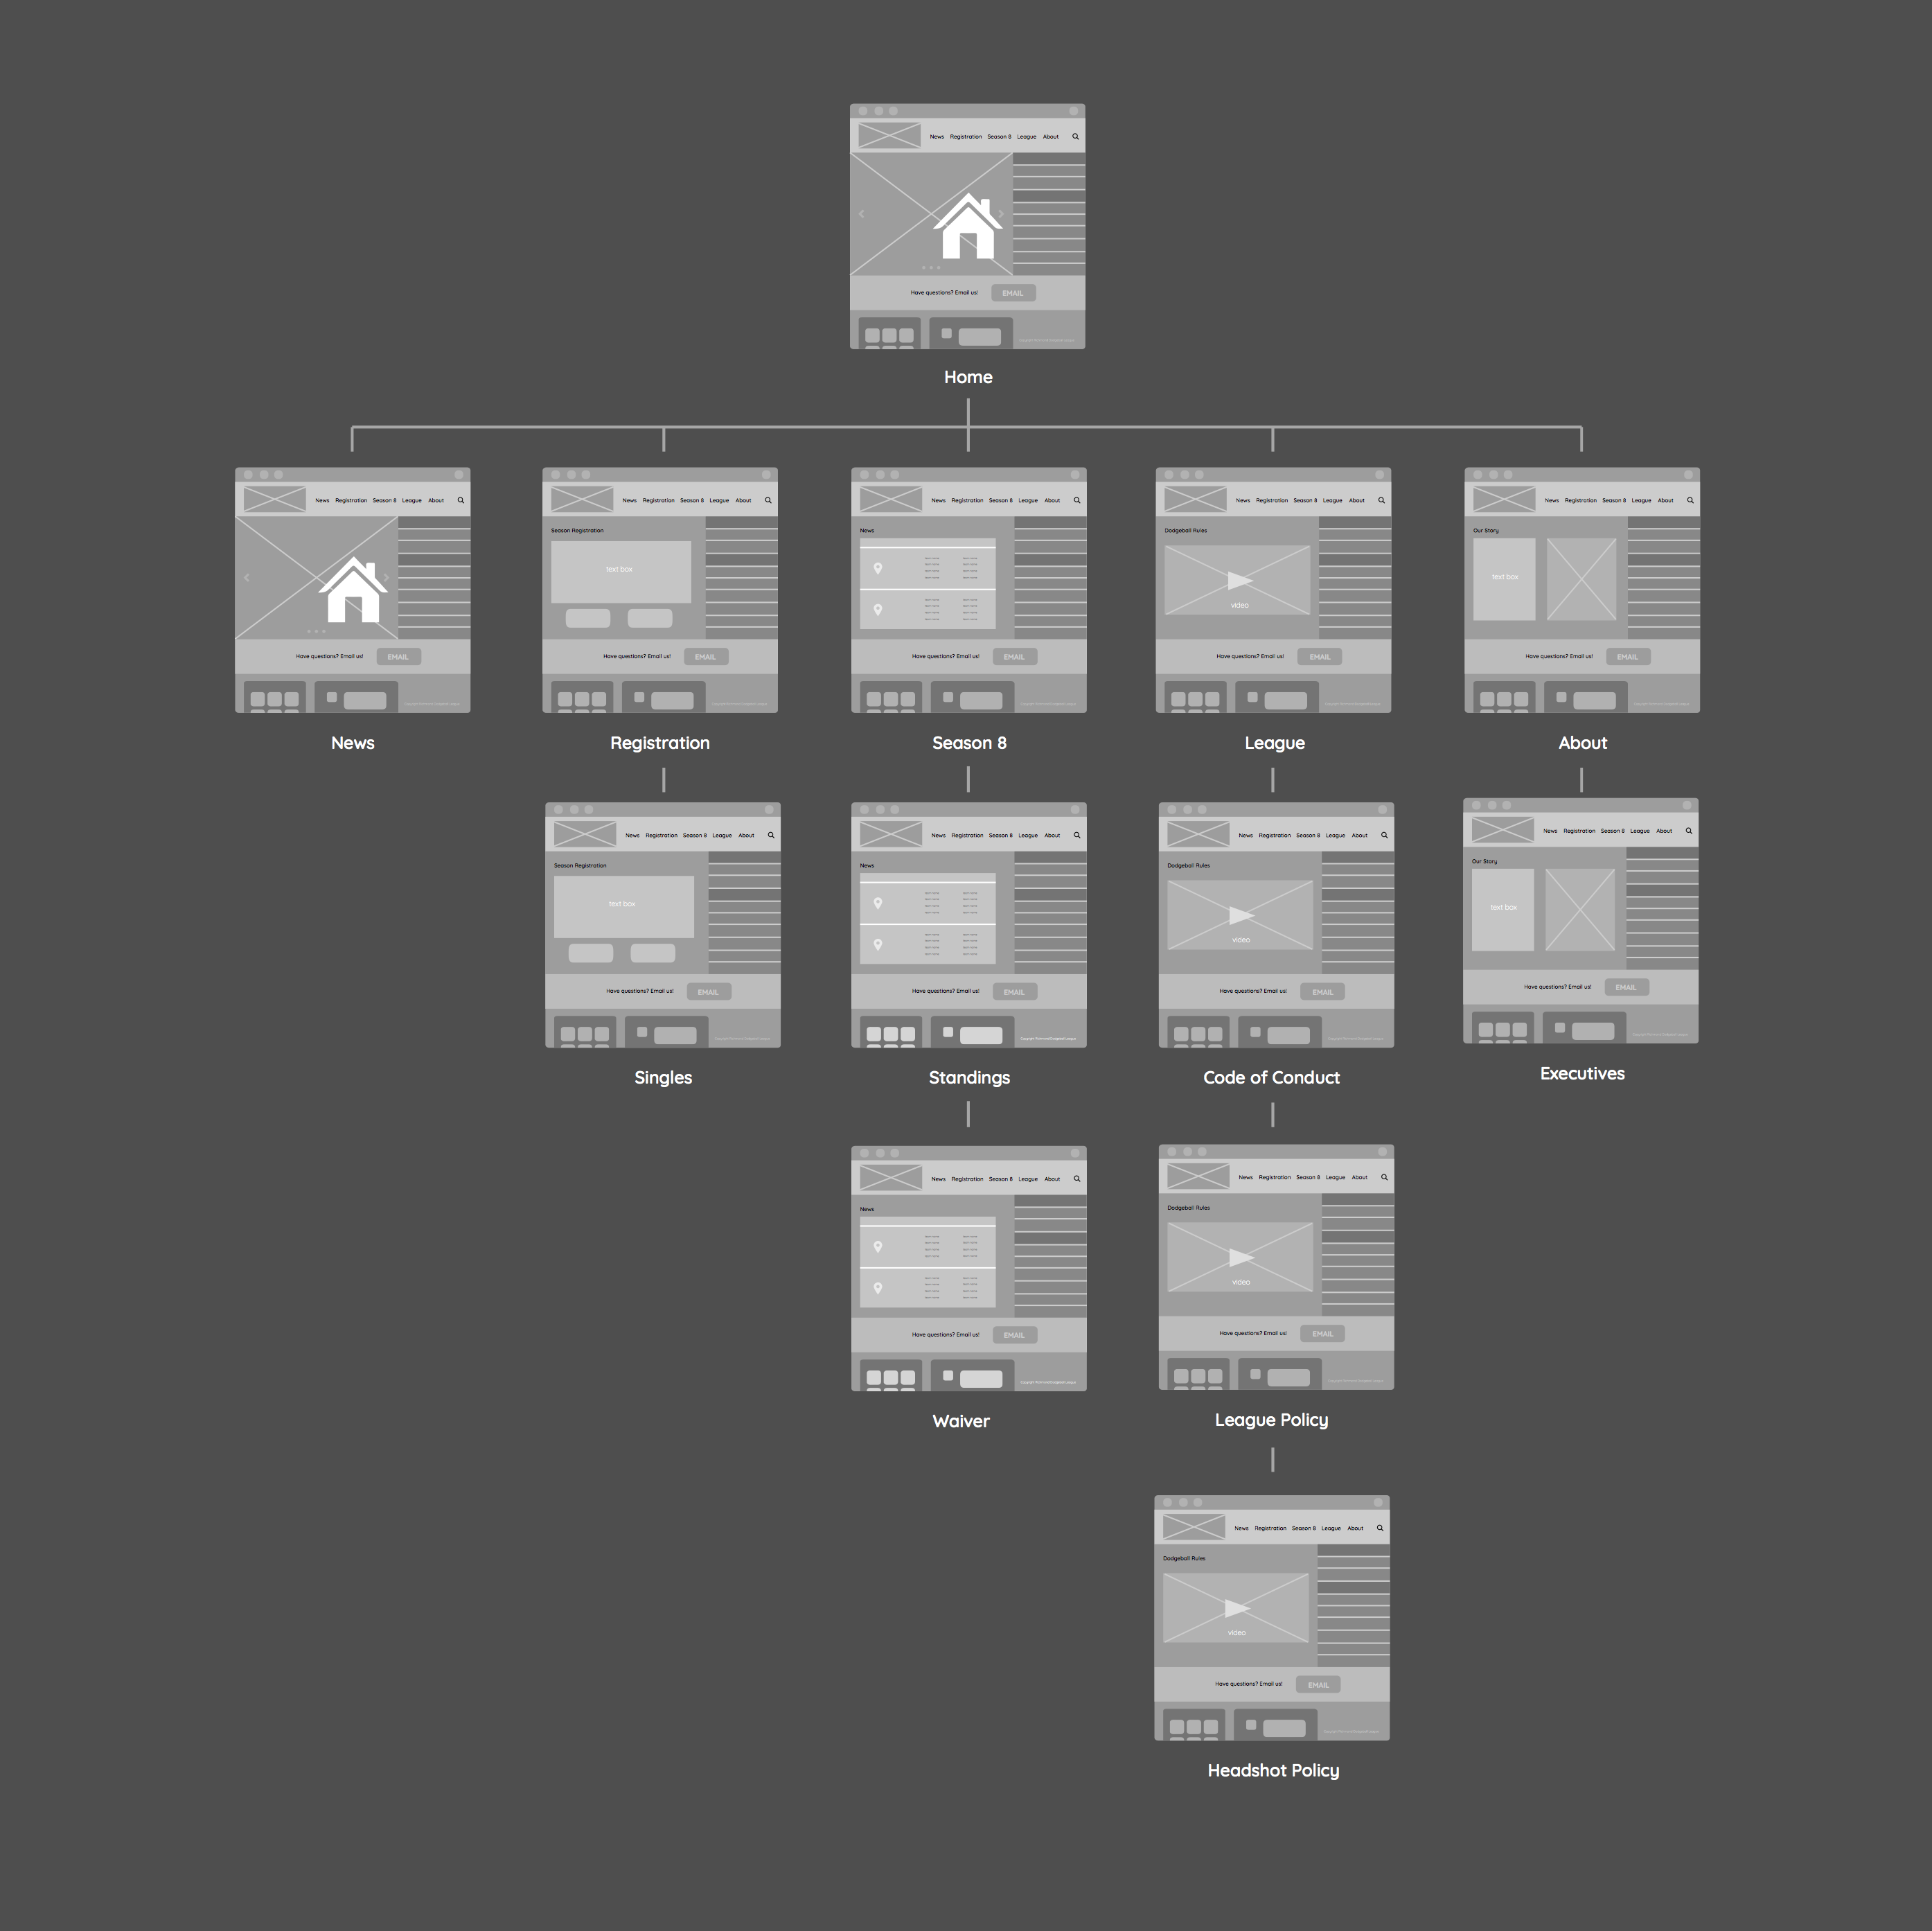 News Registration Season 8 League About
Have questions? Email us! EMAIL
Home
News Registration Season 8 League About
Have questions? Email us! EMAIL
News
News Registration Season 8 League About
Season Registration
text box
Have questions? Email us! EMAIL
Registration
News Registration Season 8 League About
News
Have questions? Email us! EMAIL
Season 8
News Registration Season 8 League About
Dodgeball Rules
video
Have questions? Email us! EMAIL
League
News Registration Season 8 League About
Our Story
text box
Have questions? Email us! EMAIL
About
News Registration Season 8 League About
Season Registration
text box
Have questions? Email us! EMAIL
Singles
News Registration Season 8 League About
News
Have questions? Email us! EMAIL
Standings
News Registration Season 8 League About
Dodgeball Rules
video
Have questions? Email us! EMAIL
Code of Conduct
News Registration Season 8 League About
Our Story
text box
Have questions? Email us! EMAIL
Executives
News Registration Season 8 League About
News
Have questions? Email us! EMAIL
Waiver
News Registration Season 8 League About
Dodgeball Rules
video
Have questions? Email us! EMAIL
League Policy
News Registration Season 8 League About
Dodgeball Rules
video
Have questions? Email us! EMAIL
Headshot Policy